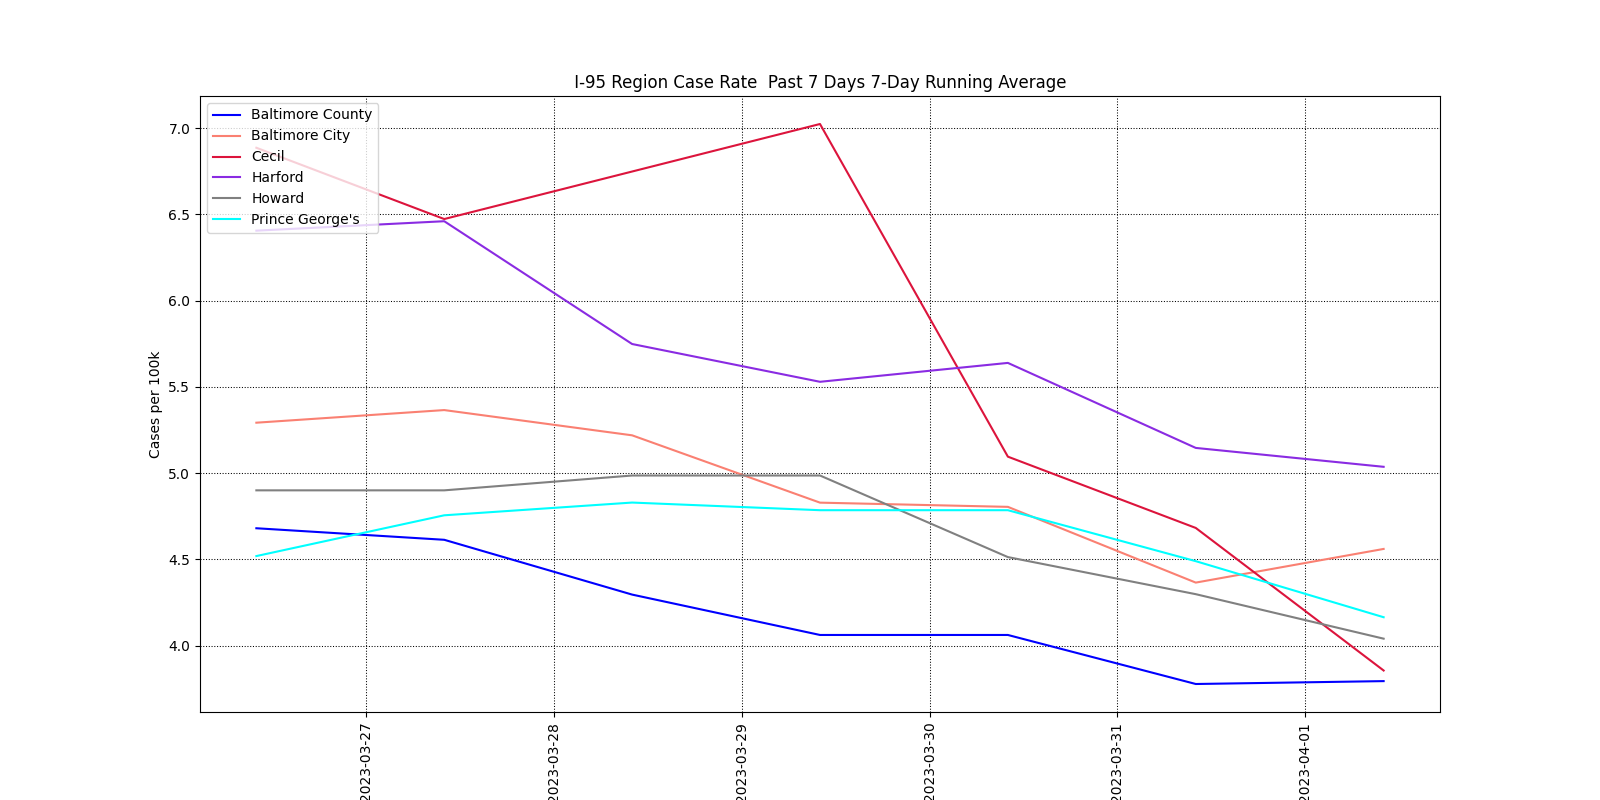 I-95 Region Case Rate  Past 7 Days 7-Day Running Average
Baltimore County
Baltimore City
Cecil
Harford
Howard
Prince George's
Cases per 100k
7.0
6.5
6.0
5.5
5.0
4.5
4.0
2023-03-27
2023-03-28
2023-03-29
2023-03-30
2023-03-31
2023-04-01